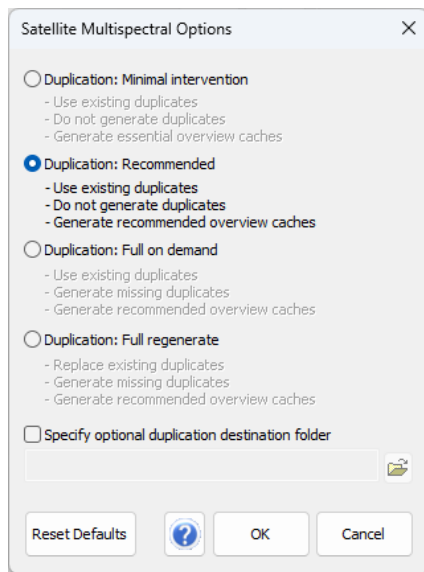 Satellite Multispectral Options
Duplication: Minimal intervention
- Use existing duplicates
- Do not generate duplicates
- Generate essential overview caches
Duplication: Recommended
- Use existing duplicates
- Do not generate duplicates
- Generate recommended overview caches
Duplication: Full on demand
- Use existing duplicates
- Generate missing duplicates
- Generate recommended overview caches
Duplication: Full regenerate
- Replace existing duplicates
- Generate missing duplicates
- Generate recommended overview caches
Specify optional duplication destination folder
Reset Defaults ? OK Cancel